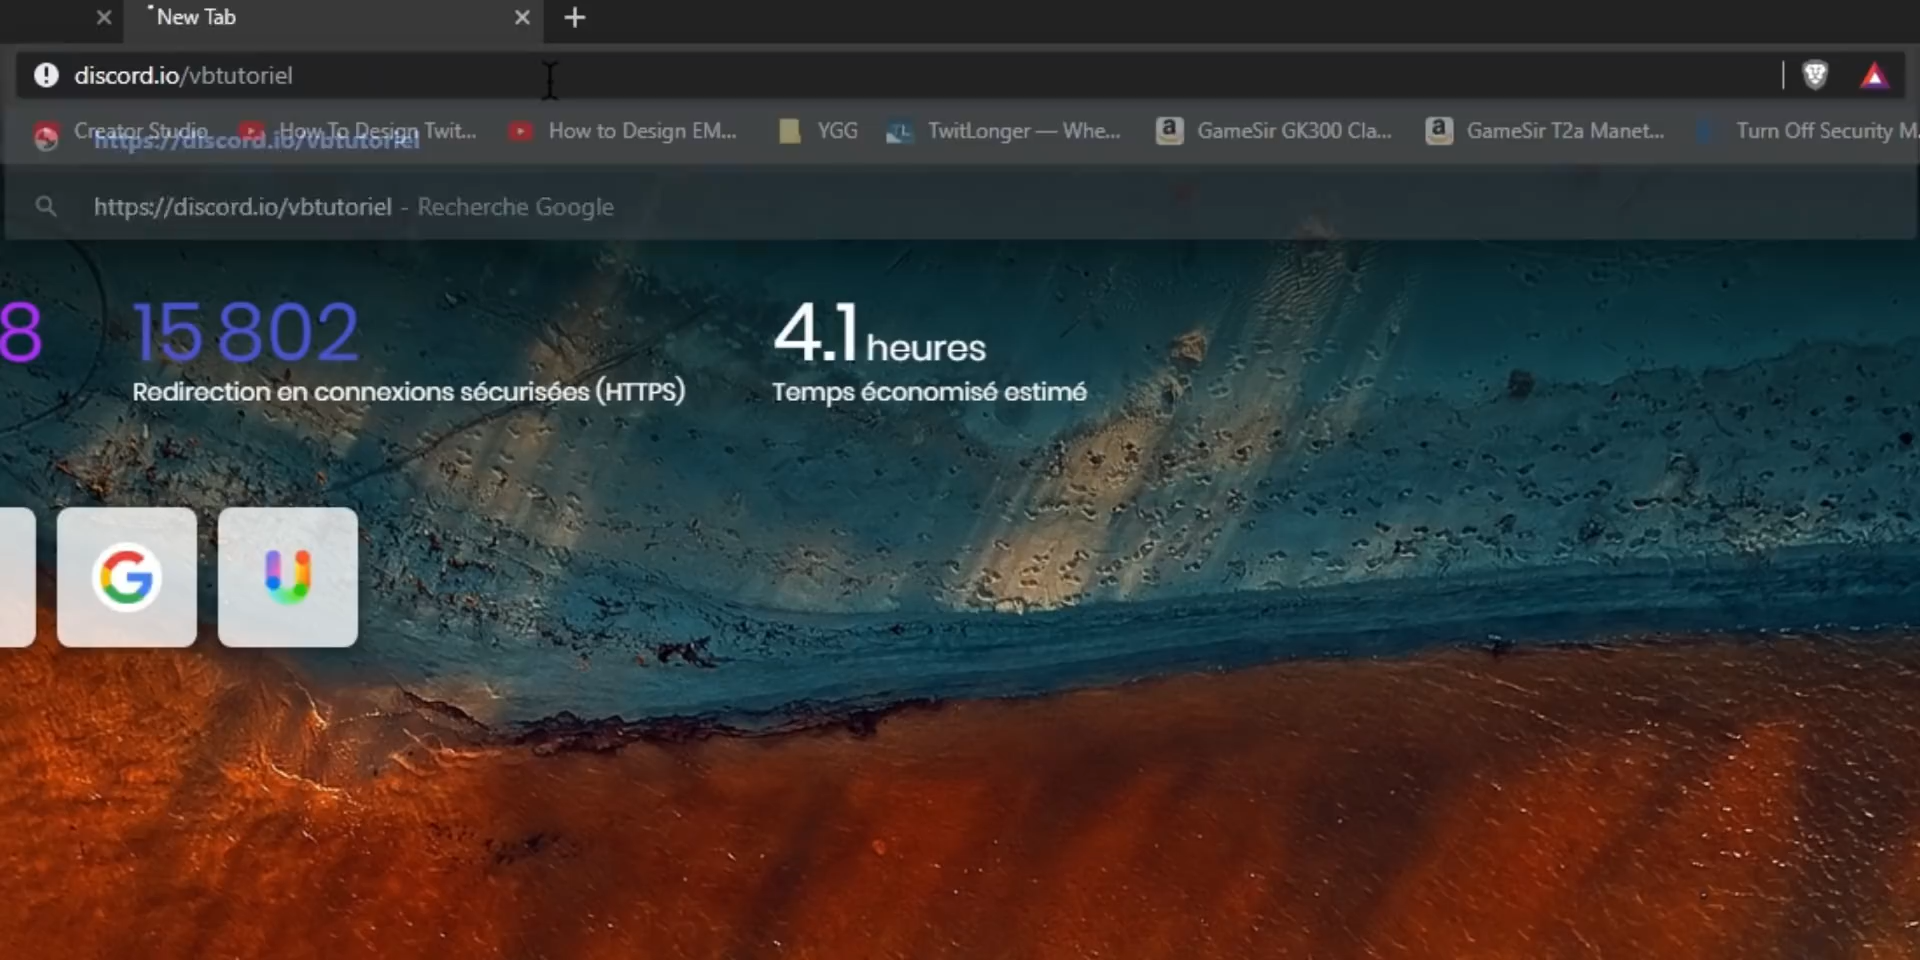 New Tab
discord.io/vbtutoriel
Creator Studio How To Design Twit... How to Design EM... YGG TwitLonger — Whe... GameSir GK300 Cla... GameSir T2a Manet... Turn Off Security M
https://discord.io/vbtutoriel
https://discord.io/vbtutoriel - Recherche Google
8 15 802 4.1 heures
Redirection en connexions sécurisées (HTTPS) Temps économisé estimé